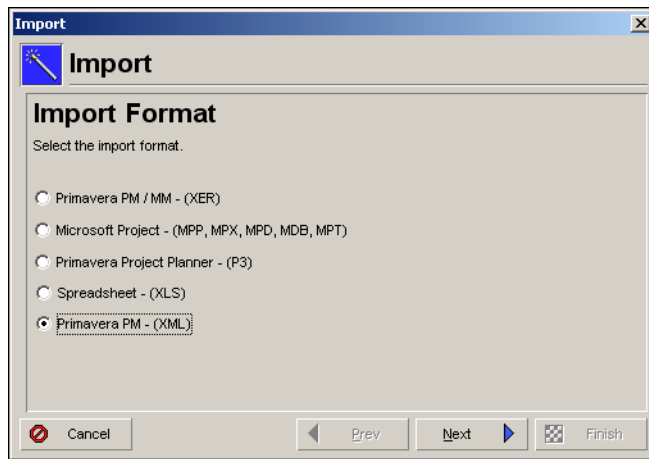 Import
Import
Import Format
Select the import format.
Primavera PM / MM - (XER)
Microsoft Project - (MPP, MPX, MPD, MDB, MPT)
Primavera Project Planner - (P3)
Spreadsheet - (XLS)
Primavera PM - (XML)
Cancel Prev Next Finish